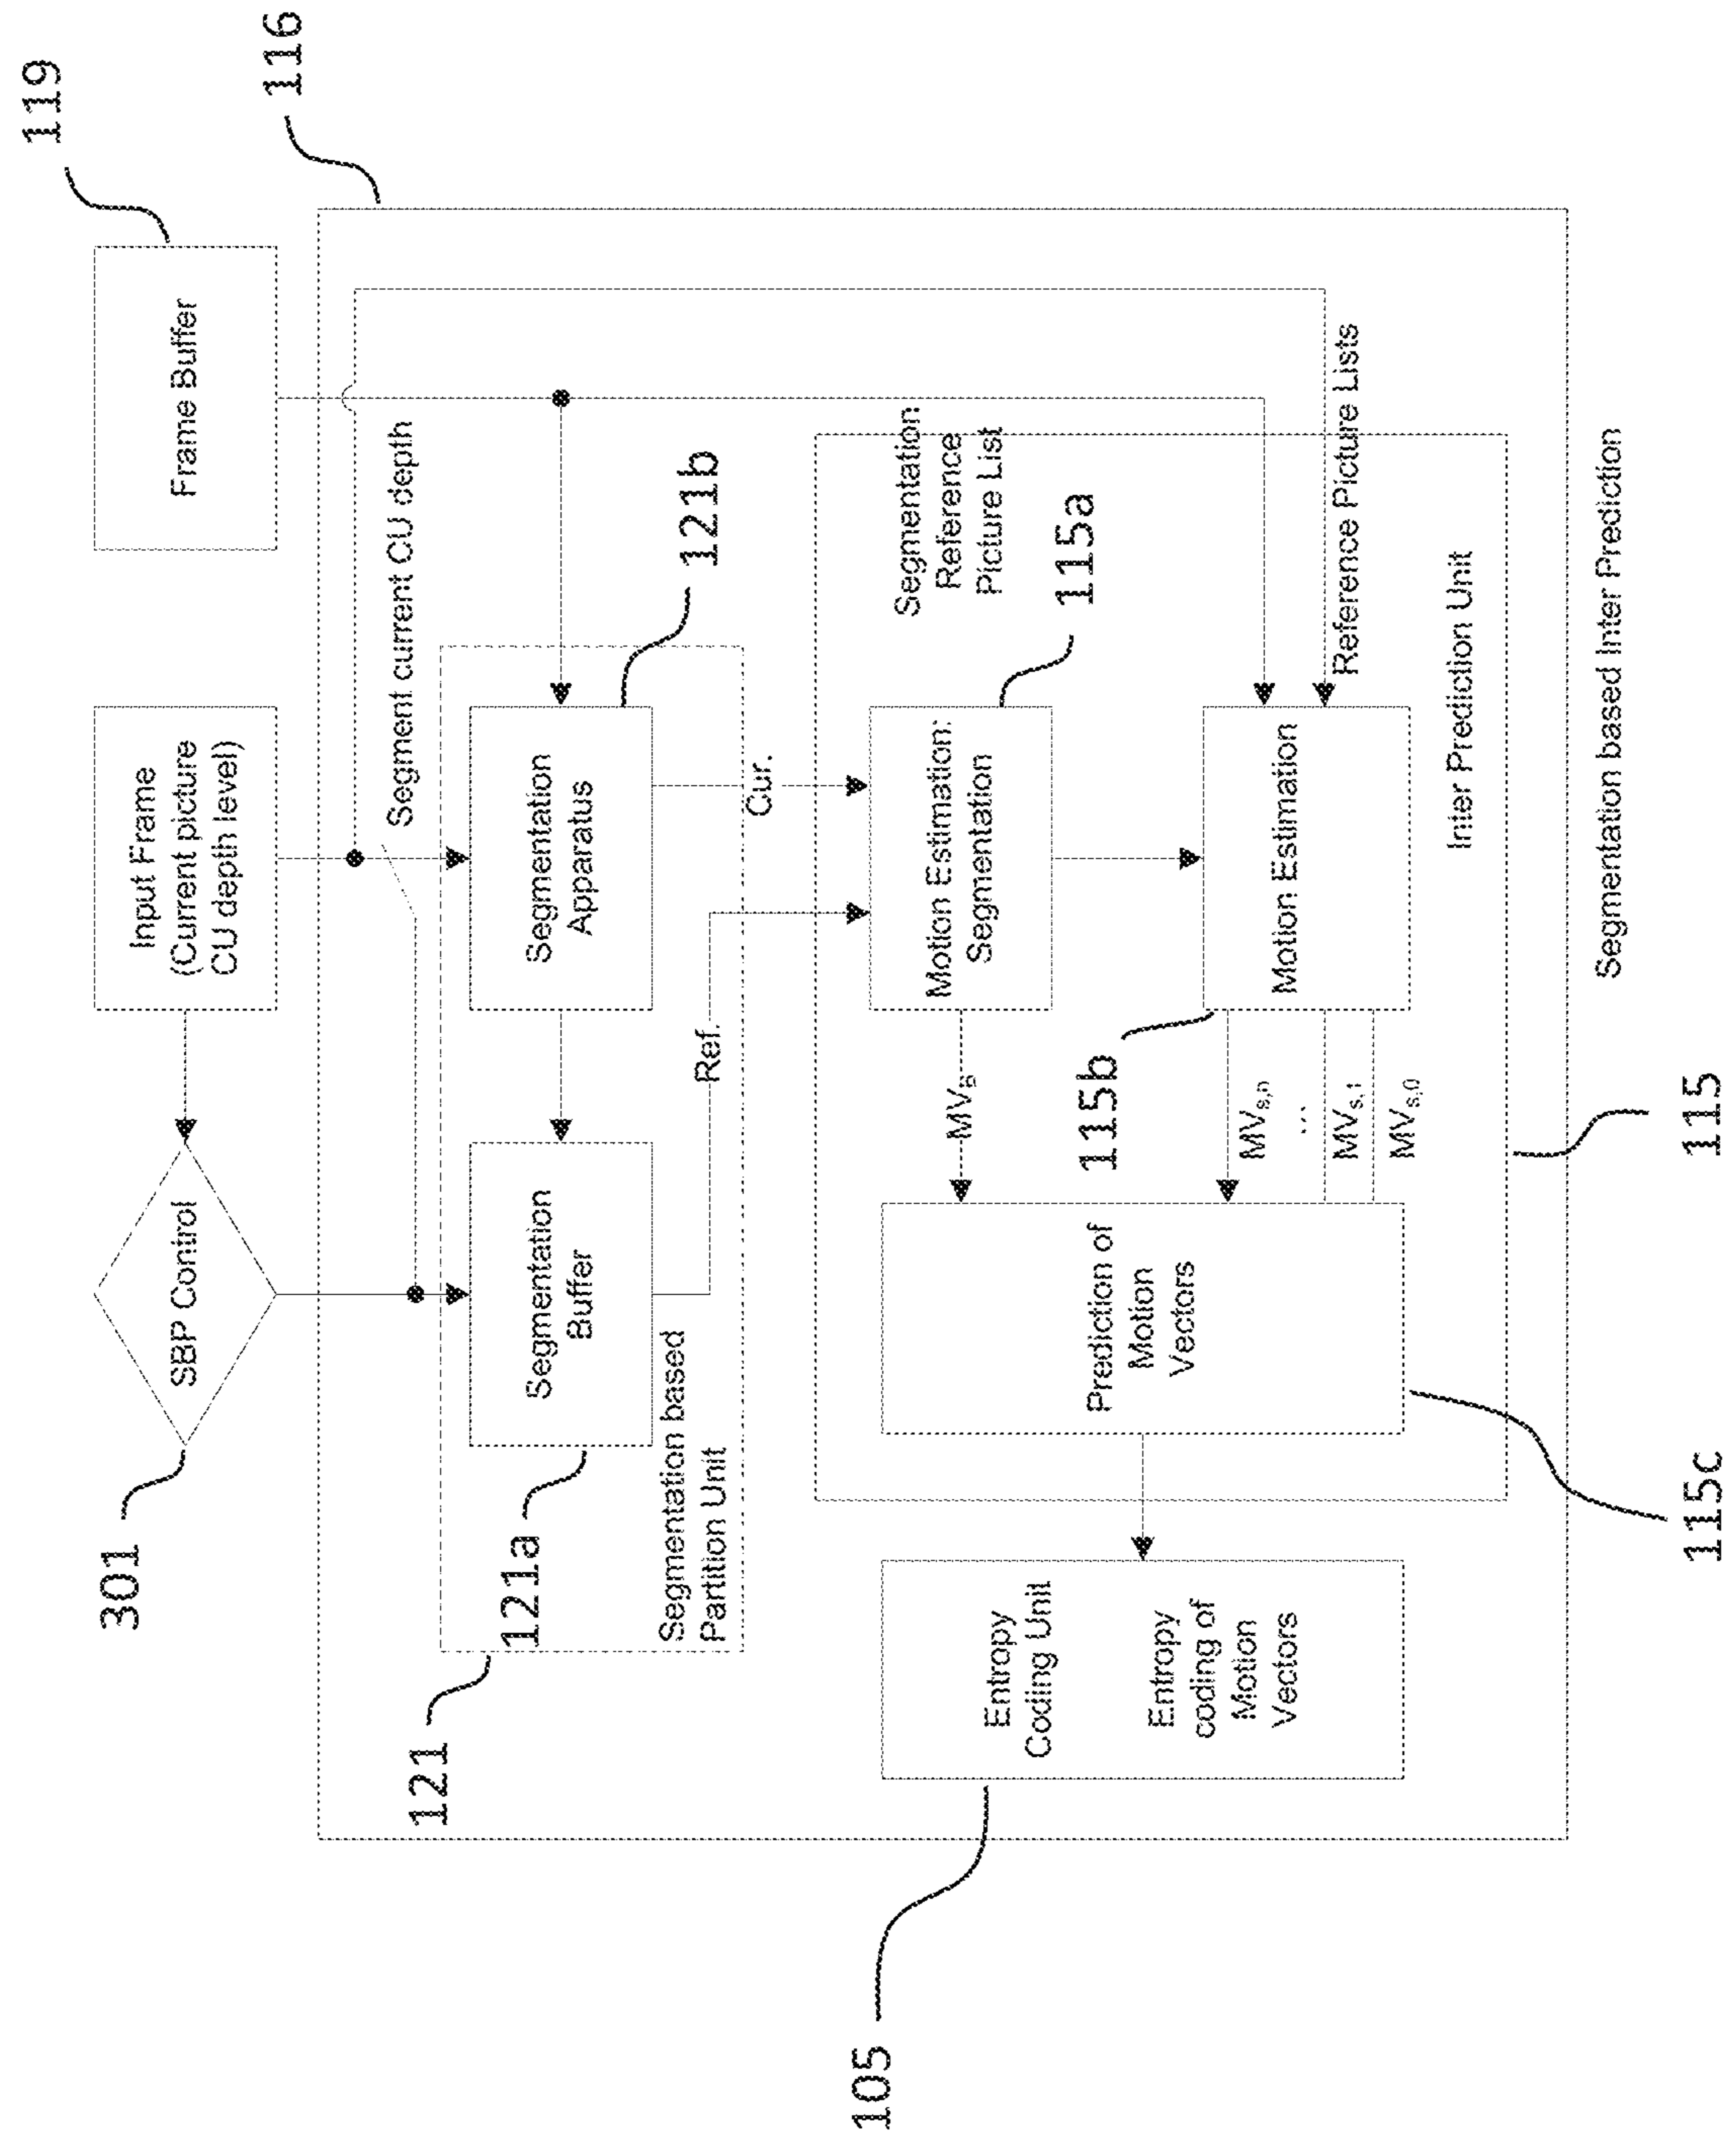 119
116
Frame Buffer
Input Frame
(Current picture
CU depth level)
SBP Control
301
Segment current CU depth
121b
Segmentation
Apparatus
Segmentation
Buffer
121a
Segmentation based
Partition Unit
121
Cur.
Ref.
Segmentation
Reference
Picture List
115a
Motion Estimation:
Segmentation
Reference Picture Lists
Motion Estimation
115b
MVB
MVs,n
...
MVs,1
MVs,0
Prediction of
Motion
Vectors
Inter Prediction Unit
Entropy
Coding Unit
Entropy
coding of
Motion
Vectors
105
Segmentation based Inter Prediction
115
115c